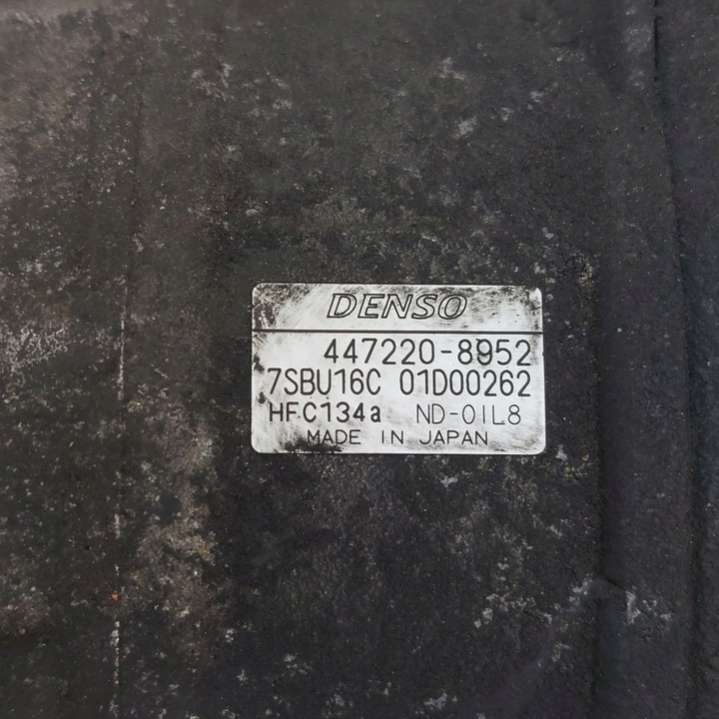 DENSO
447220-8952
7SBU16C 01D00262
HFC134a ND-OIL8
MADE IN JAPAN